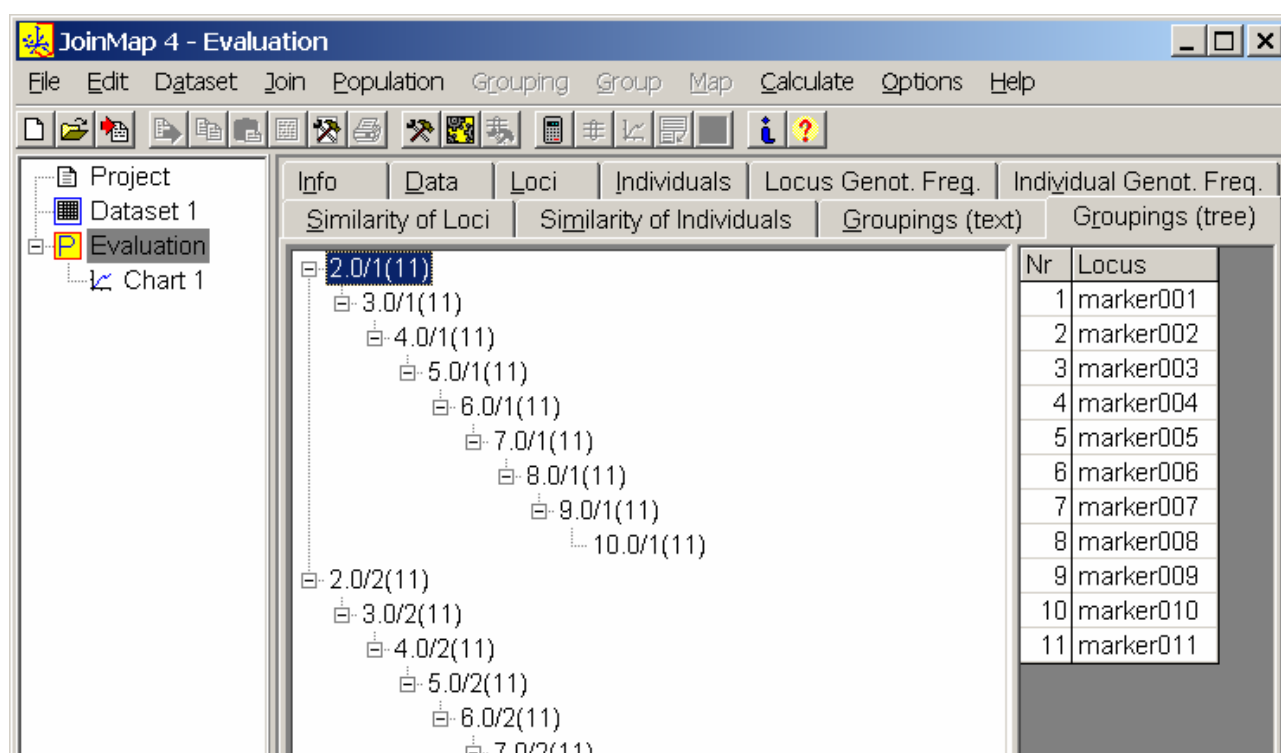 JoinMap 4 - Evaluation
File Edit Dataset Join Population Grouping Group Map Calculate Options Help
Project
Dataset 1
Evaluation
Chart 1
Info Data Loci Individuals Locus Genot. Freq. Individual Genot. Freq.
Similarity of Loci Similarity of Individuals Groupings (text) Groupings (tree)
2.0/1(11)
3.0/1(11)
4.0/1(11)
5.0/1(11)
6.0/1(11)
7.0/1(11)
8.0/1(11)
9.0/1(11)
10.0/1(11)
2.0/2(11)
3.0/2(11)
4.0/2(11)
5.0/2(11)
6.0/2(11)
7.0/2(11)
Nr Locus
1 marker001
2 marker002
3 marker003
4 marker004
5 marker005
6 marker006
7 marker007
8 marker008
9 marker009
10 marker010
11 marker011